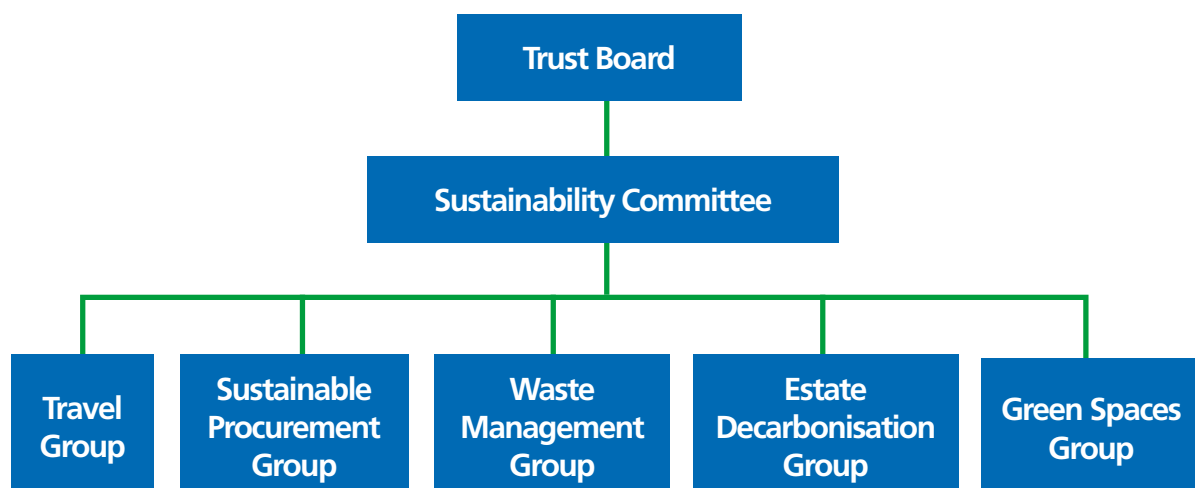 Trust Board
Sustainability Committee
Travel
Group
Sustainable
Procurement
Group
Waste
Management
Group
Estate
Decarbonisation
Group
Green Spaces
Group